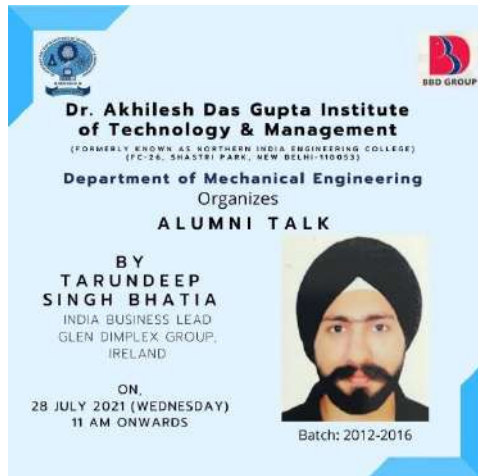 BBD GROUP
Dr. Akhilesh Das Gupta Institute
of Technology & Management
(FORMERLY KNOWN AS NORTHERN INDIA ENGINEERING COLLEGE)
(FC-26, SHASTRI PARK, NEW DELHI-110053)
Department of Mechanical Engineering
Organizes
ALUMNI TALK
BY
TARUNDEEP
SINGH BHATIA
INDIA BUSINESS LEAD
GLEN DIMPLEX GROUP,
IRELAND
ON,
28 JULY 2021 (WEDNESDAY)
11 AM ONWARDS
Batch: 2012-2016